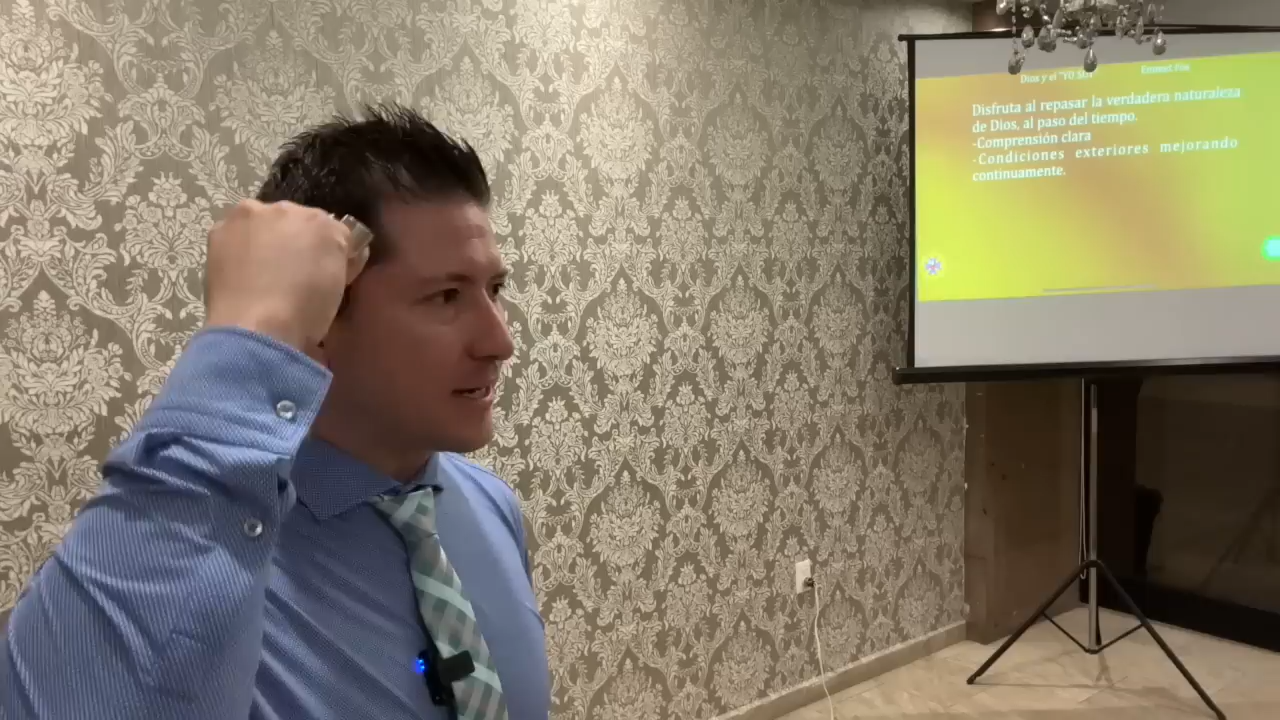 Dios y el "YO SOY" Emmet Fox
Disfruta al repasar la verdadera naturaleza
de Dios, al paso del tiempo.
-Comprensión clara
-Condiciones exteriores mejorando
continuamente.